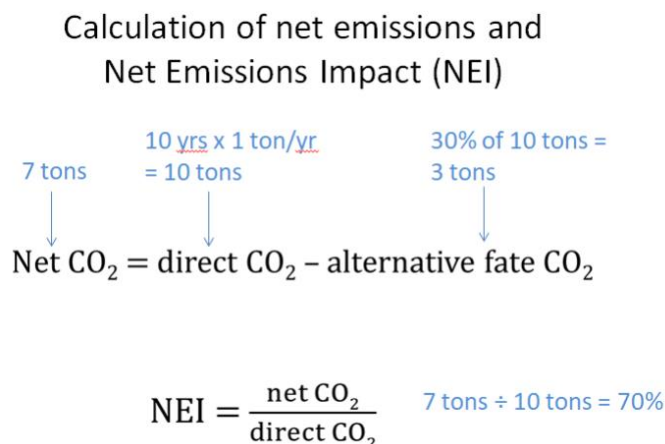 Calculation of net emissions and
Net Emissions Impact (NEI)
10 yrs x 1 ton/yr
= 10 tons
30% of 10 tons =
3 tons
7 tons
Net CO₂ = direct CO₂ – alternative fate CO₂
NEI = net CO₂ / direct CO₂
7 tons ÷ 10 tons = 70%